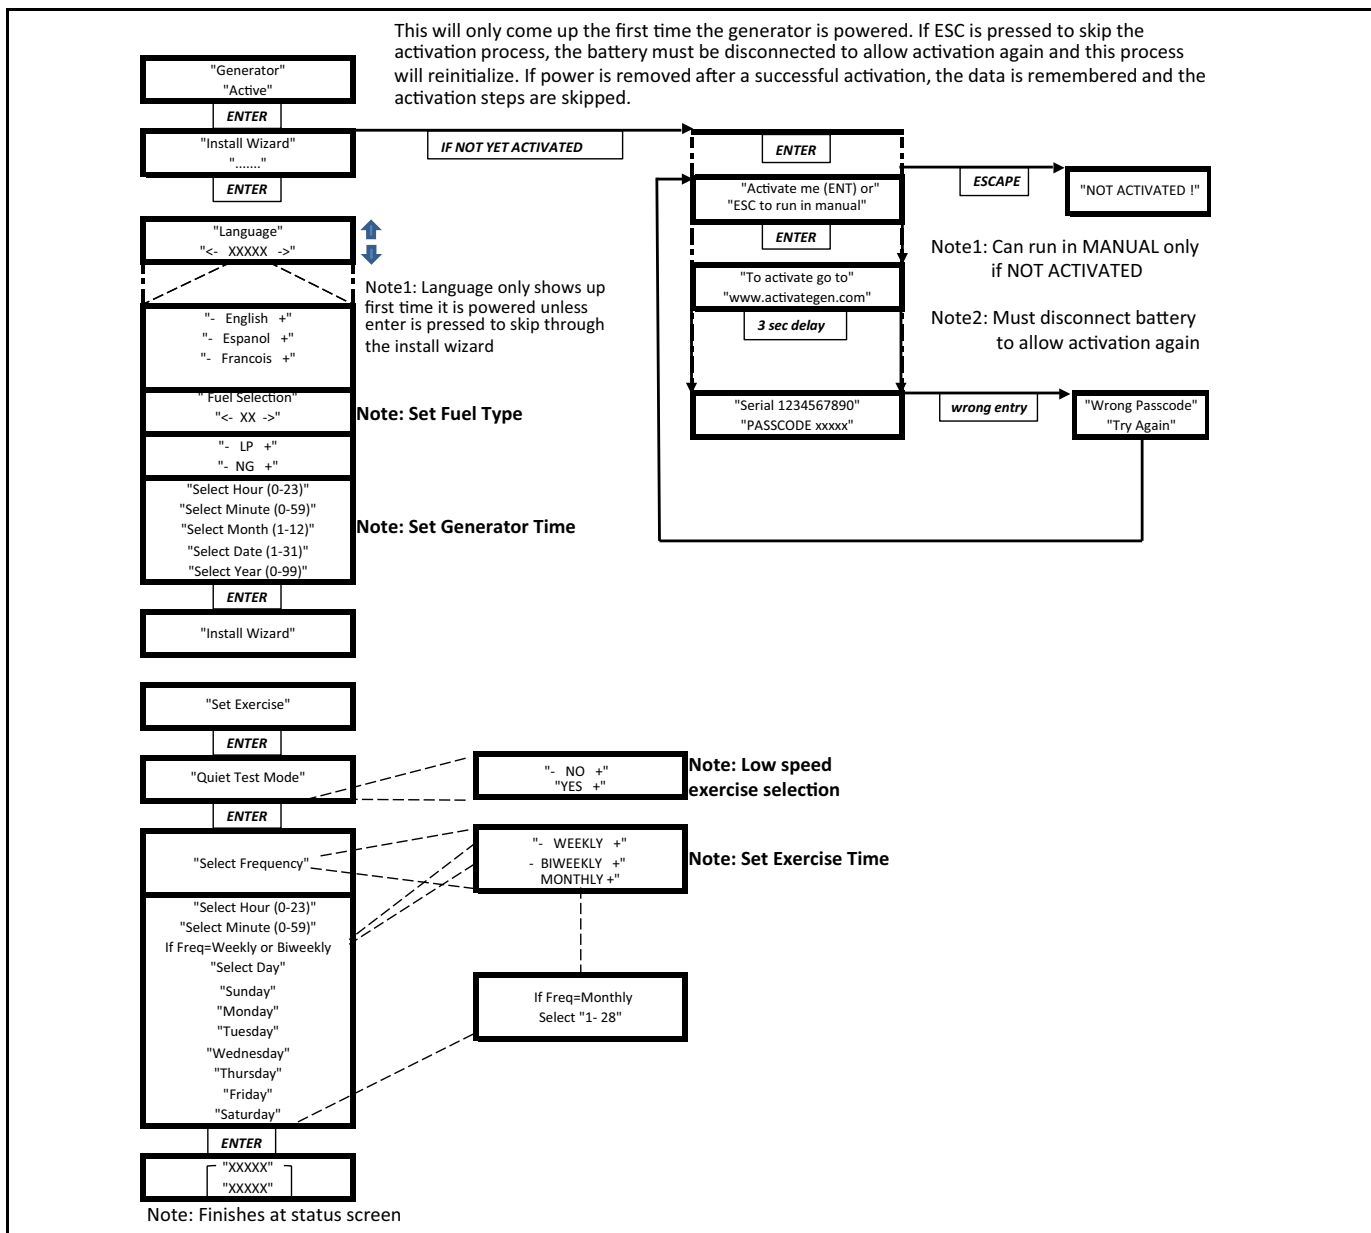 This will only come up the first time the generator is powered. If ESC is pressed to skip the
activation process, the battery must be disconnected to allow activation again and this process
will reinitialize. If power is removed after a successful activation, the data is remembered and the
activation steps are skipped.
"Generator"
"Active"
ENTER
"Install Wizard"
"......."
ENTER
IF NOT YET ACTIVATED
ENTER
"Activate me (ENT) or"
"ESC to run in manual"
ESCAPE
"NOT ACTIVATED !"
ENTER
"To activate go to"
"www.activategen.com"
3 sec delay
Note1: Can run in MANUAL only
if NOT ACTIVATED
Note2: Must disconnect battery
to allow activation again
"Serial 1234567890"
"PASSCODE xxxxx"
wrong entry
"Wrong Passcode"
"Try Again"
"Language"
"<- XXXXX ->"
Note1: Language only shows up
first time it is powered unless
enter is pressed to skip through
the install wizard
"- English +"
"- Espanol +"
"- Francois +"
" Fuel Selection"
"<- XX ->"
Note: Set Fuel Type
"- LP +"
"- NG +"
"Select Hour (0-23)"
"Select Minute (0-59)"
"Select Month (1-12)"
"Select Date (1-31)"
"Select Year (0-99)"
Note: Set Generator Time
ENTER
"Install Wizard"
"Set Exercise"
ENTER
"Quiet Test Mode"
"- NO +"
"YES +"
Note: Low speed
exercise selection
ENTER
"Select Frequency"
"- WEEKLY +"
- BIWEEKLY +"
MONTHLY +"
Note: Set Exercise Time
"Select Hour (0-23)"
"Select Minute (0-59)"
If Freq=Weekly or Biweekly
"Select Day"
"Sunday"
"Monday"
"Tuesday"
"Wednesday"
"Thursday"
"Friday"
"Saturday"
If Freq=Monthly
Select "1- 28"
ENTER
"XXXXX"
"XXXXX"
Note: Finishes at status screen